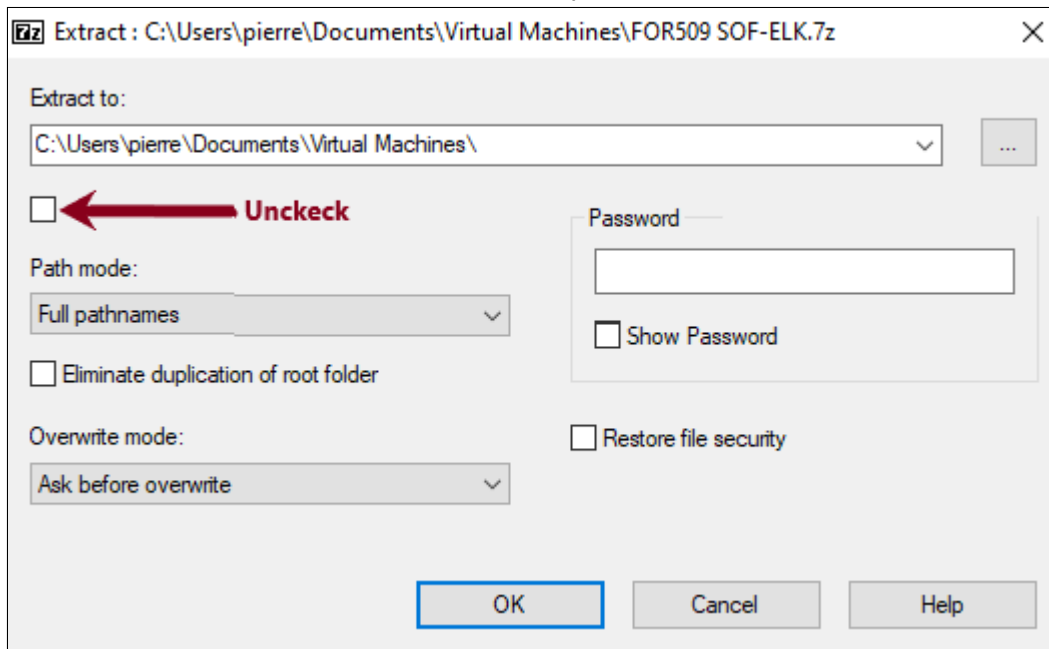 7z Extract : C:\Users\pierre\Documents\Virtual Machines\FOR509 SOF-ELK.7z
Extract to:
C:\Users\pierre\Documents\Virtual Machines\
...
Unckeck
Password
Path mode:
Full pathnames
Show Password
Eliminate duplication of root folder
Overwrite mode:
Restore file security
Ask before overwrite
OK Cancel Help